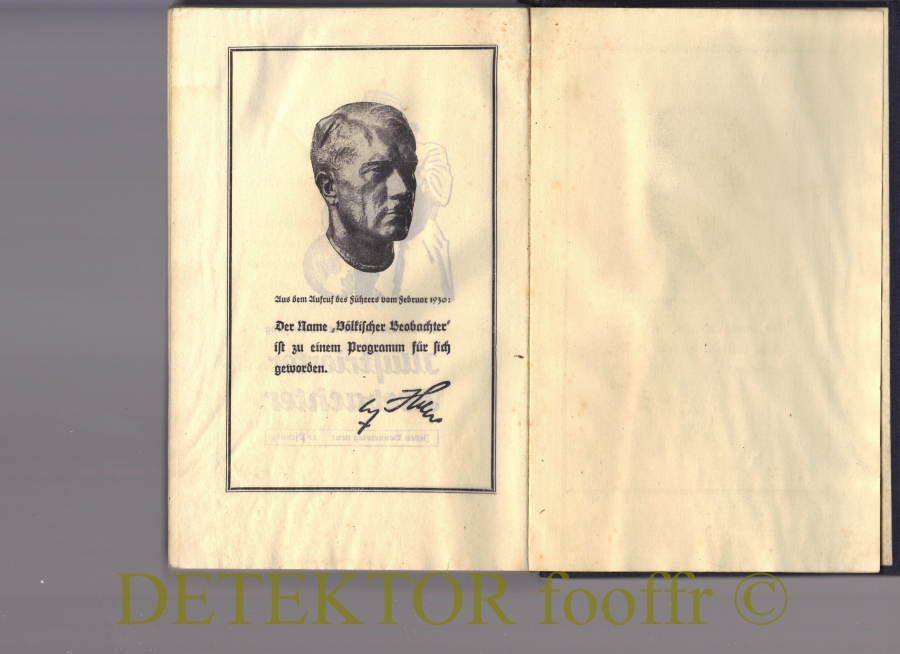 Aus dem Aufruf des Führers vom Februar 1930:
Der Name „Völkischer Beobachter“
ist zu einem Programm für sich
geworden.
DETEKTOR fooffr ©